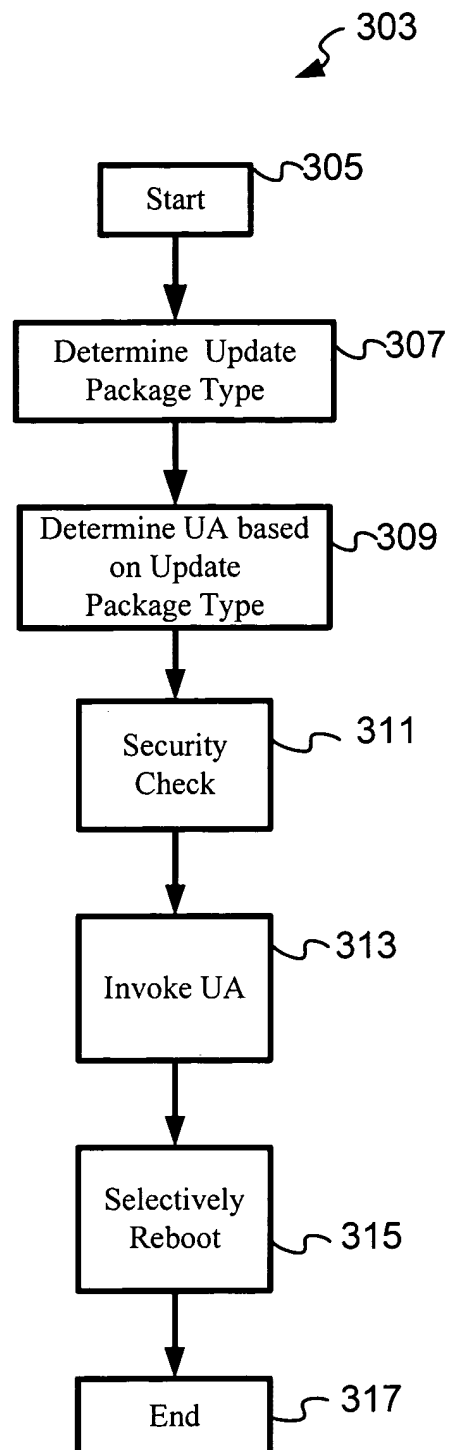 303
Start
305
Determine Update
Package Type
307
Determine UA based
on Update
Package Type
309
Security
Check
311
Invoke UA
313
Selectively
Reboot
315
End
317